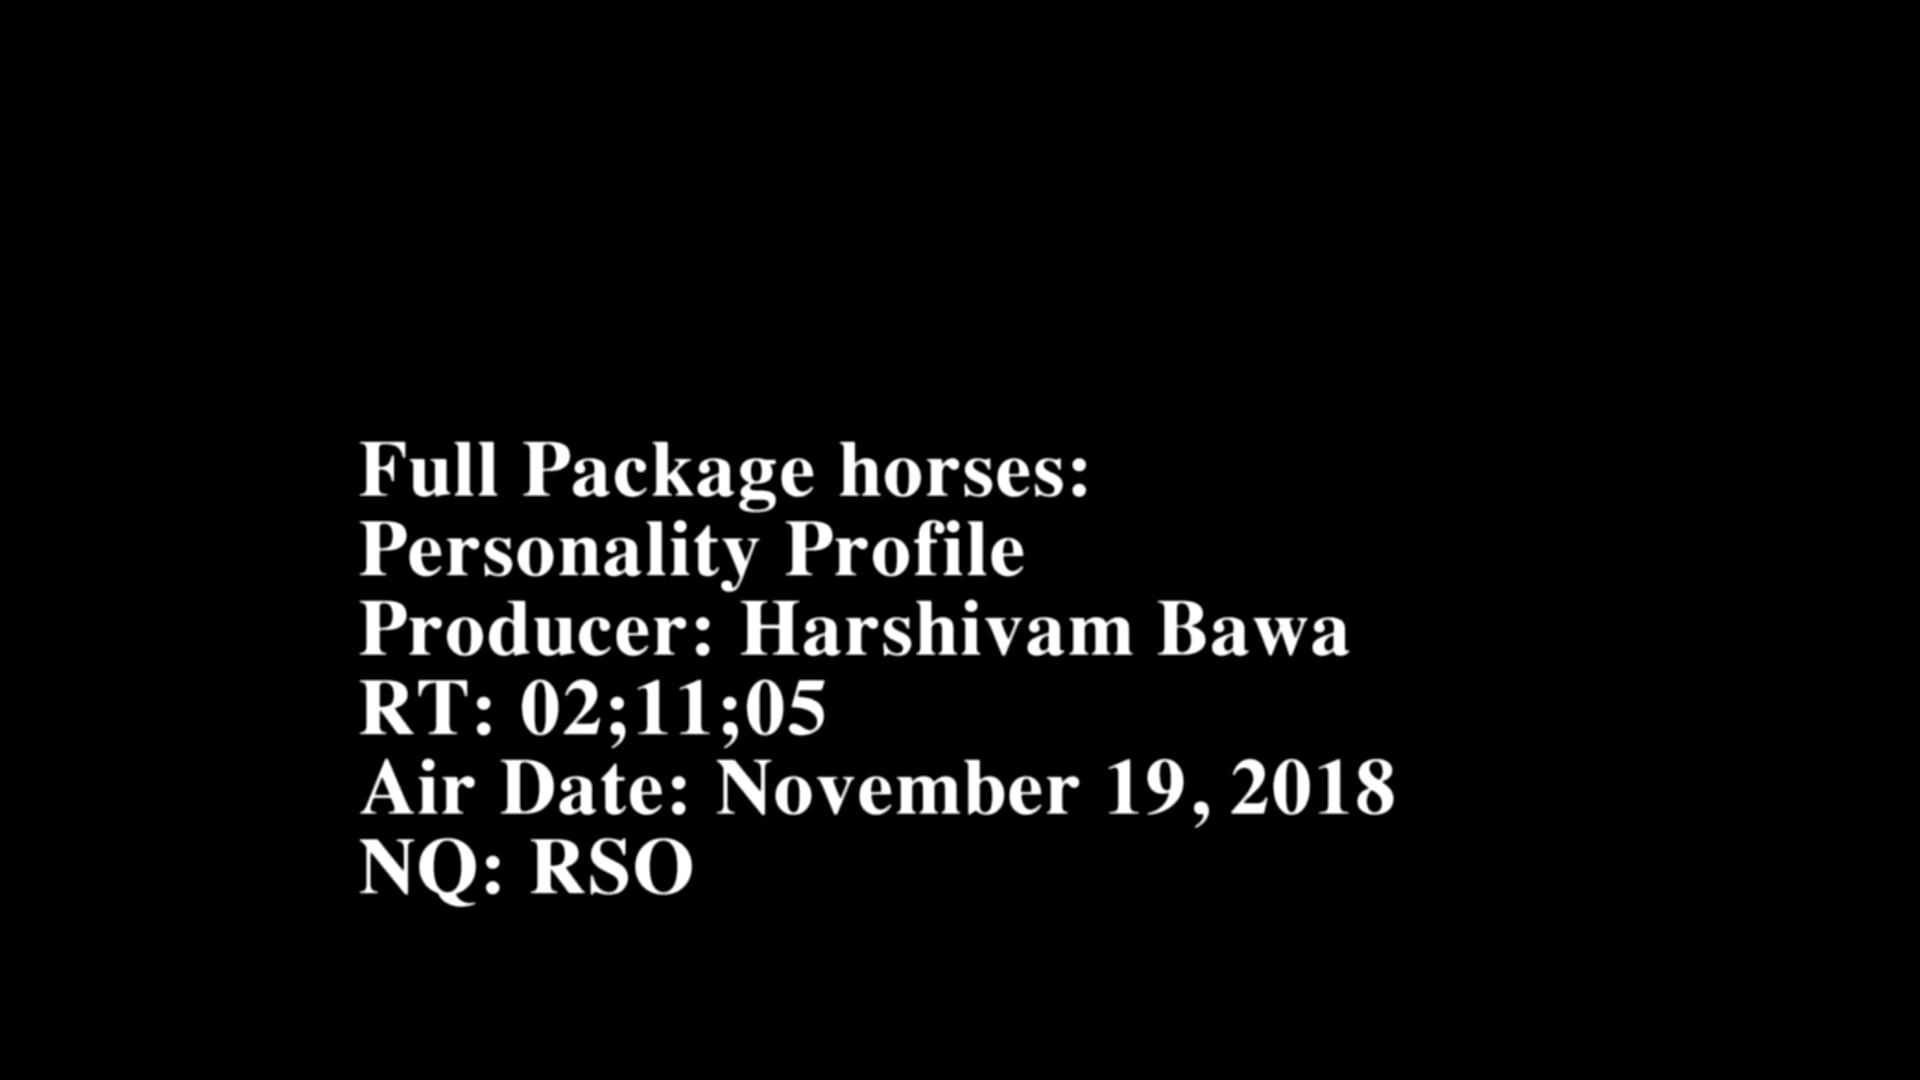 Full Package horses:
Personality Profile
Producer: Harshivam Bawa
RT: 02;11;05
Air Date: November 19, 2018
NQ: RSO